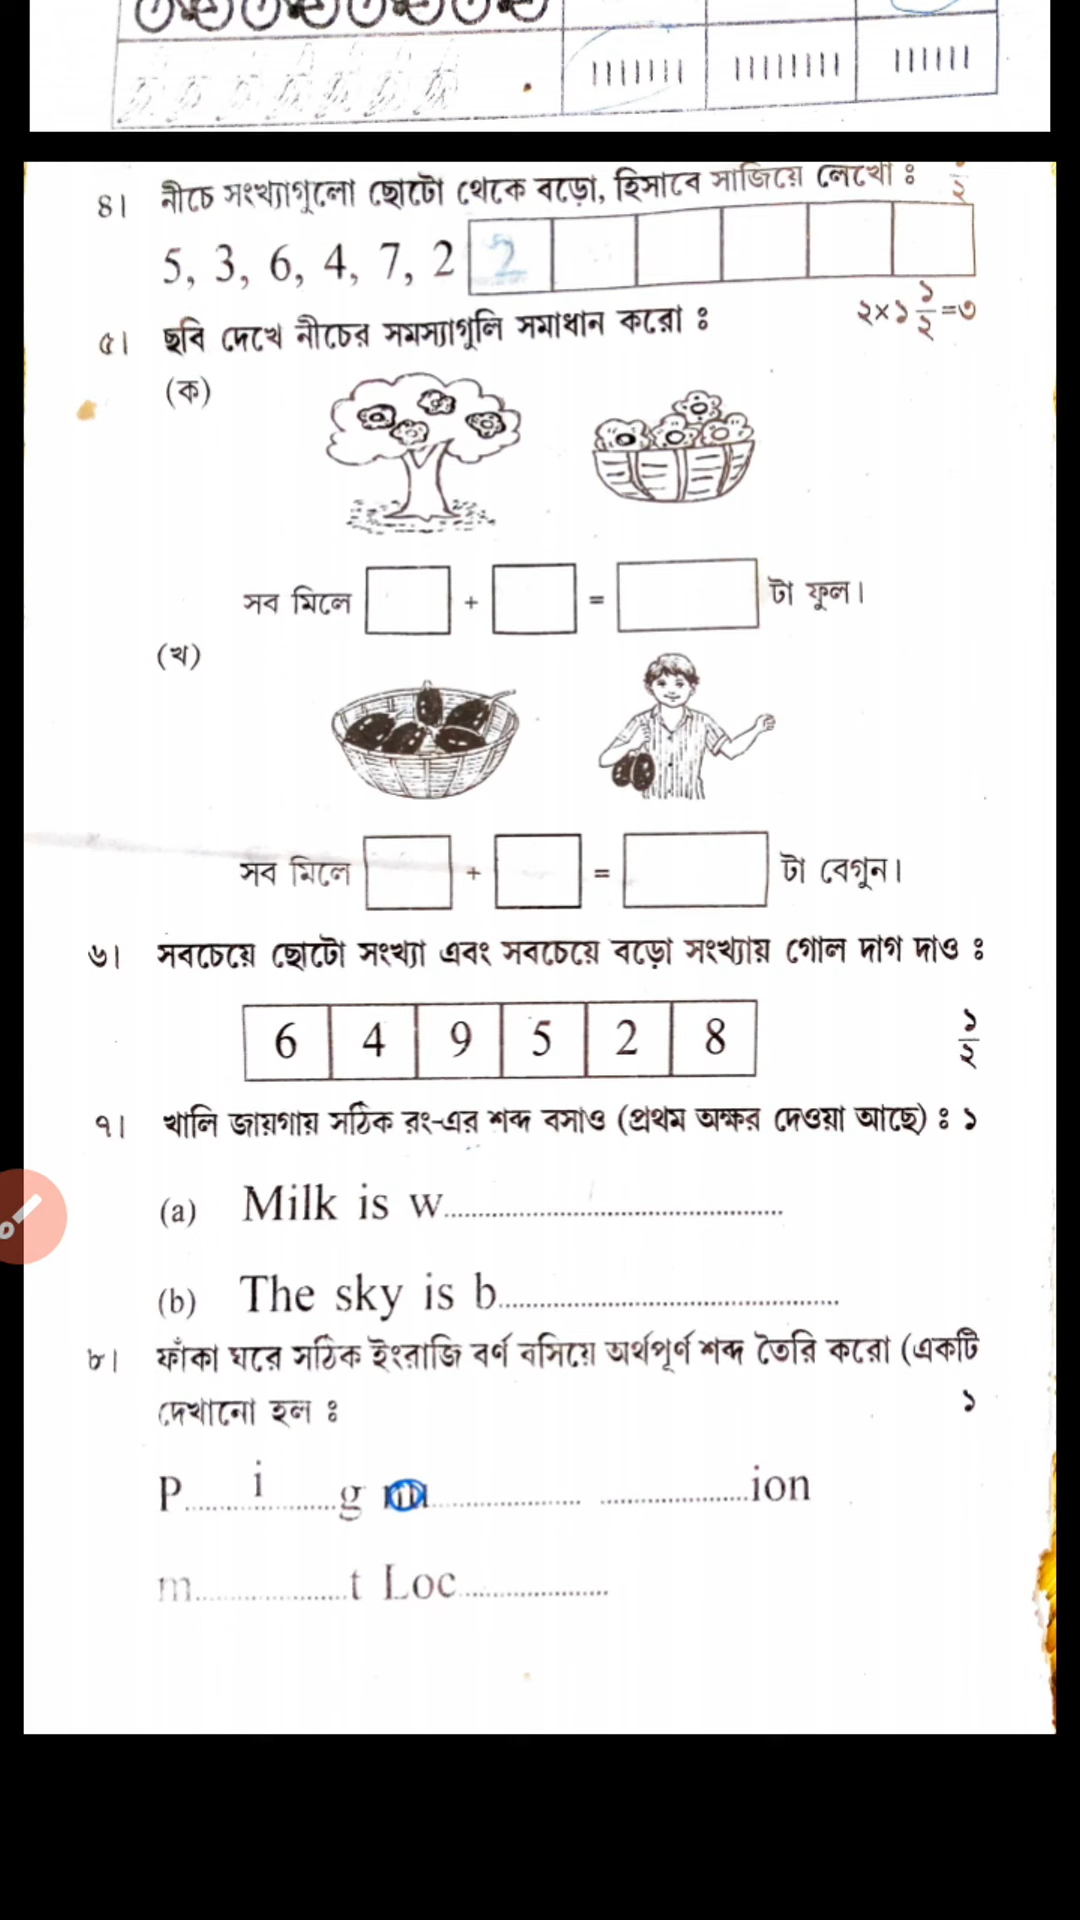 ৪। নীচে সংখ্যাগুলো ছোটো থেকে বড়ো, হিসাবে সাজিয়ে লেখো ঃ
5, 3, 6, 4, 7, 2 2
৫। ছবি দেখে নীচের সমস্যাগুলি সমাধান করো ঃ ২×১ ১/২ =৩
(ক)
সব মিলে + = টা ফুল।
(খ)
সব মিলে + = টা বেগুন।
৬। সবচেয়ে ছোটো সংখ্যা এবং সবচেয়ে বড়ো সংখ্যায় গোল দাগ দাও ঃ
6 4 9 5 2 8 ১/২
৭। খালি জায়গায় সঠিক রং-এর শব্দ বসাও (প্রথম অক্ষর দেওয়া আছে) ঃ ১
(a) Milk is w....................
(b) The sky is b....................
৮। ফাঁকা ঘরে সঠিক ইংরাজি বর্ণ বসিয়ে অর্থপূর্ণ শব্দ তৈরি করো (একটি
দেখানো হল ঃ ১
P.......i.......g .............. ..............ion
m..............t Loc..............